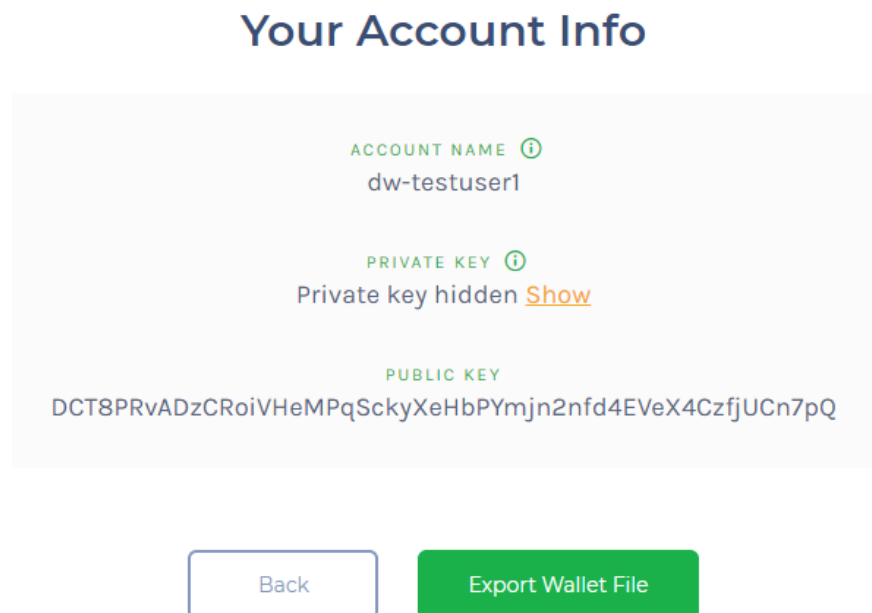 Your Account Info
ACCOUNT NAME
dw-testuser1
PRIVATE KEY
Private key hidden Show
PUBLIC KEY
DCT8PRvADzCRoiVHeMPqSckyXeHbPYmjn2nfd4EVeX4CzfjUCn7pQ
Back
Export Wallet File